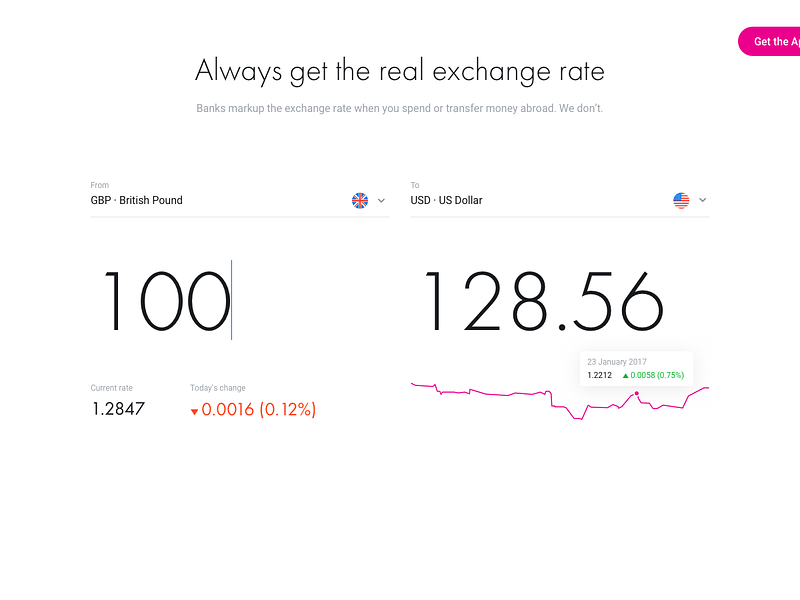 Get the A
Always get the real exchange rate
Banks markup the exchange rate when you spend or transfer money abroad. We don't.
From
GBP · British Pound
To
USD · US Dollar
100
128.56
23 January 2017
1.2212 ▲ 0.0058 (0.75%)
Current rate
1.2847
Today's change
▼ 0.0016 (0.12%)